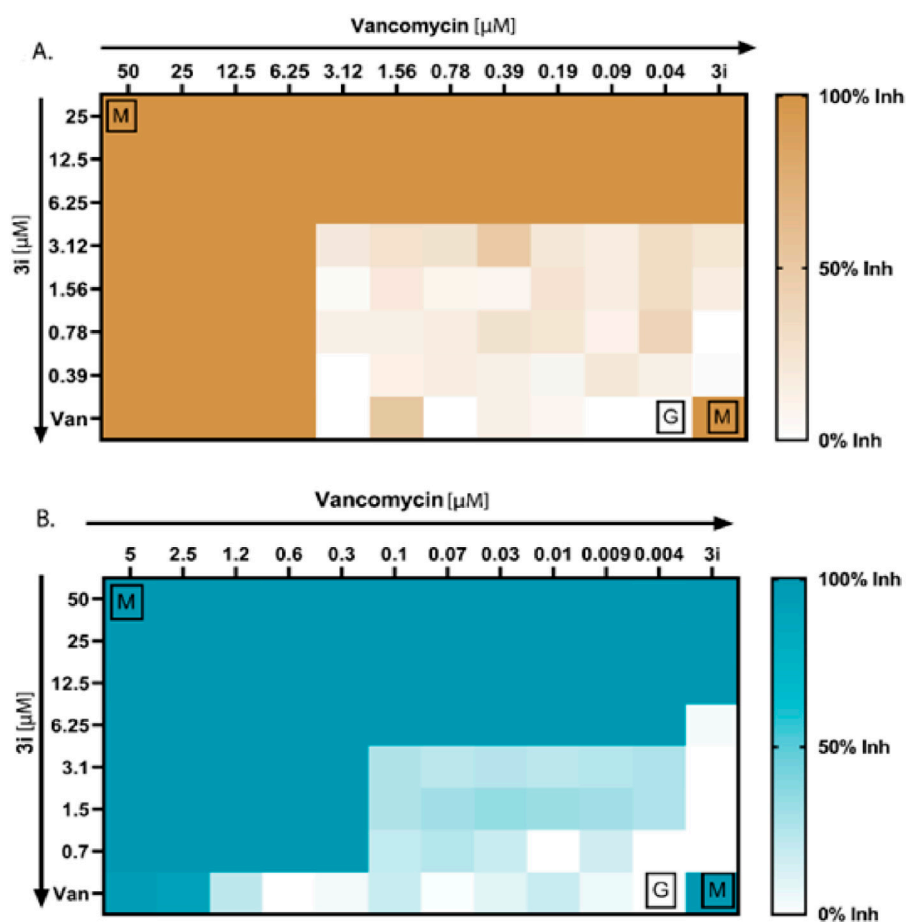 Vancomycin [µM]
A.
50 25 12.5 6.25 3.12 1.56 0.78 0.39 0.19 0.09 0.04 3i
3i [µM]
25
12.5
6.25
3.12
1.56
0.78
0.39
Van
M
G M
100% Inh
50% Inh
0% Inh
Vancomycin [µM]
B.
5 2.5 1.2 0.6 0.3 0.1 0.07 0.03 0.01 0.009 0.004 3i
3i [µM]
50
25
12.5
6.25
3.1
1.5
0.7
Van
M
G M
100% Inh
50% Inh
0% Inh